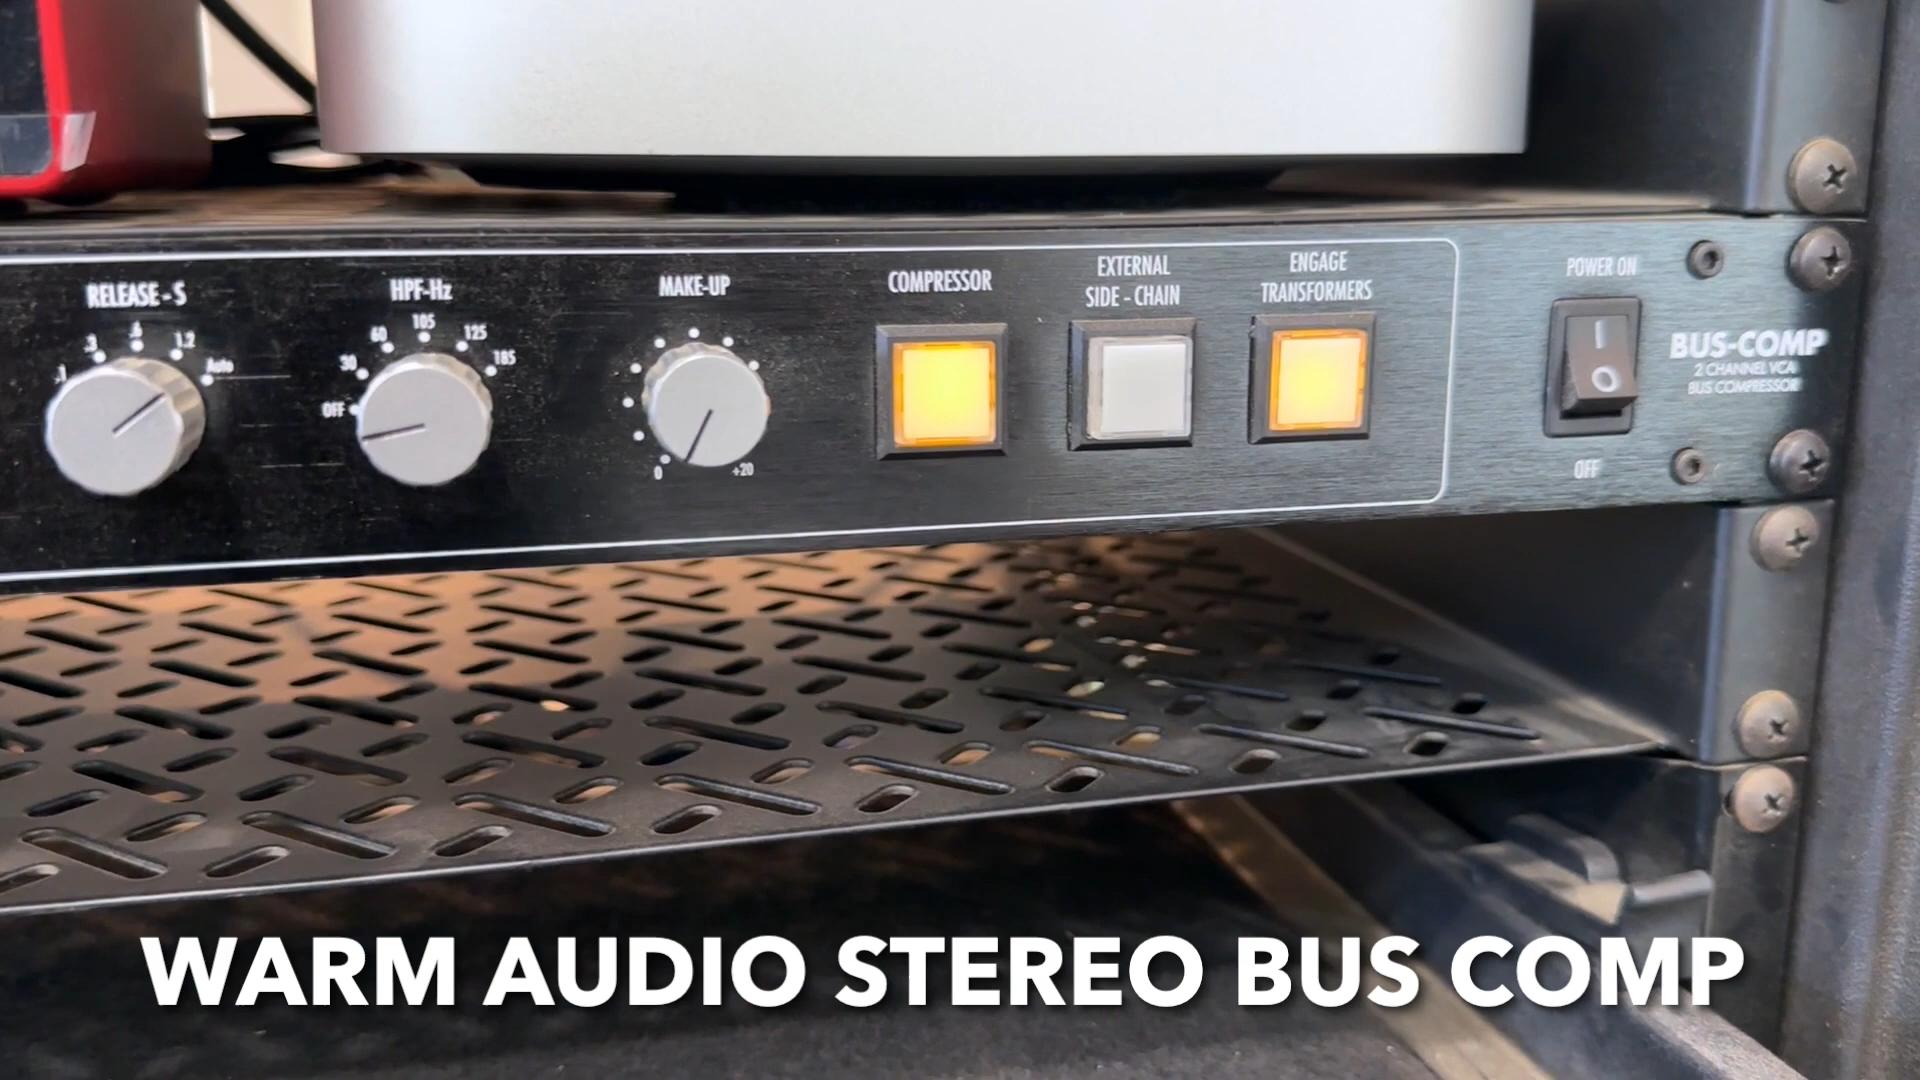 RELEASE - S
.1
.3
.6
1.2
Auto
HPF-Hz
OFF
30
60
105
125
185
MAKE-UP
0
+20
COMPRESSOR
EXTERNAL
SIDE - CHAIN
ENGAGE
TRANSFORMERS
POWER ON
OFF
BUS-COMP
2 CHANNEL VCA
BUS COMPRESSOR
WARM AUDIO STEREO BUS COMP